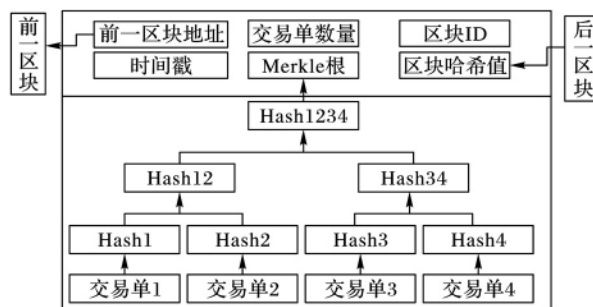 前一区块
前一区块地址
交易单数量
区块ID
时间戳
Merkle根
区块哈希值
后一区块
Hash1234
Hash12
Hash34
Hash1
Hash2
Hash3
Hash4
交易单1
交易单2
交易单3
交易单4